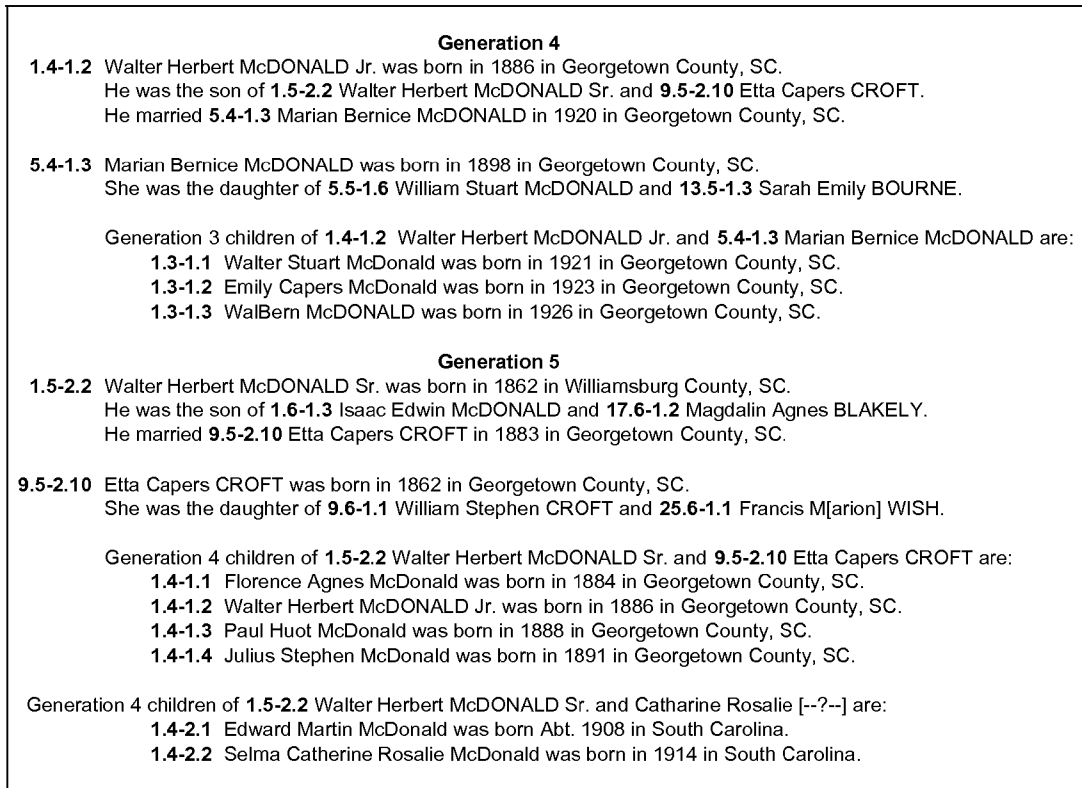 Generation 4
1.4-1.2 Walter Herbert McDONALD Jr. was born in 1886 in Georgetown County, SC.
He was the son of 1.5-2.2 Walter Herbert McDONALD Sr. and 9.5-2.10 Etta Capers CROFT.
He married 5.4-1.3 Marian Bernice McDONALD in 1920 in Georgetown County, SC.
5.4-1.3 Marian Bernice McDONALD was born in 1898 in Georgetown County, SC.
She was the daughter of 5.5-1.6 William Stuart McDONALD and 13.5-1.3 Sarah Emily BOURNE.
Generation 3 children of 1.4-1.2 Walter Herbert McDONALD Jr. and 5.4-1.3 Marian Bernice McDONALD are:
1.3-1.1 Walter Stuart McDonald was born in 1921 in Georgetown County, SC.
1.3-1.2 Emily Capers McDonald was born in 1923 in Georgetown County, SC.
1.3-1.3 WalBern McDONALD was born in 1926 in Georgetown County, SC.
Generation 5
1.5-2.2 Walter Herbert McDONALD Sr. was born in 1862 in Williamsburg County, SC.
He was the son of 1.6-1.3 Isaac Edwin McDONALD and 17.6-1.2 Magdalin Agnes BLAKELY.
He married 9.5-2.10 Etta Capers CROFT in 1883 in Georgetown County, SC.
9.5-2.10 Etta Capers CROFT was born in 1862 in Georgetown County, SC.
She was the daughter of 9.6-1.1 William Stephen CROFT and 25.6-1.1 Francis M[arion] WISH.
Generation 4 children of 1.5-2.2 Walter Herbert McDONALD Sr. and 9.5-2.10 Etta Capers CROFT are:
1.4-1.1 Florence Agnes McDonald was born in 1884 in Georgetown County, SC.
1.4-1.2 Walter Herbert McDONALD Jr. was born in 1886 in Georgetown County, SC.
1.4-1.3 Paul Huot McDonald was born in 1888 in Georgetown County, SC.
1.4-1.4 Julius Stephen McDonald was born in 1891 in Georgetown County, SC.
Generation 4 children of 1.5-2.2 Walter Herbert McDONALD Sr. and Catharine Rosalie [--?--] are:
1.4-2.1 Edward Martin McDonald was born Abt. 1908 in South Carolina.
1.4-2.2 Selma Catherine Rosalie McDonald was born in 1914 in South Carolina.